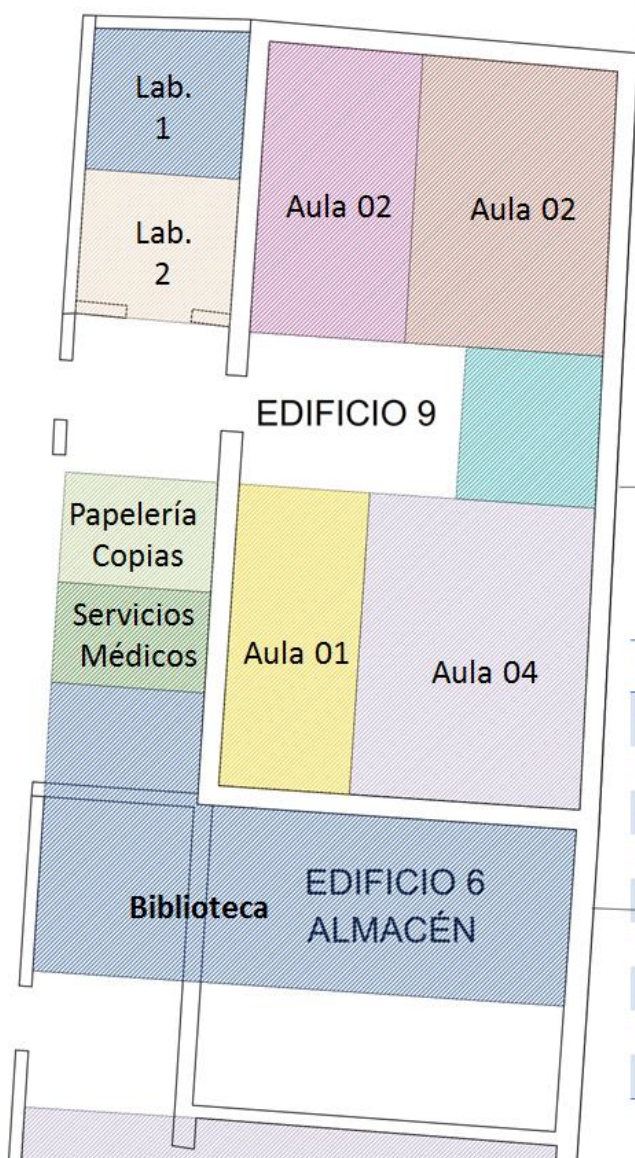 Lab.
1
Lab.
2
Aula 02
Aula 02
EDIFICIO 9
Papelería
Copias
Servicios
Médicos
Aula 01
Aula 04
Biblioteca
EDIFICIO 6
ALMACÉN